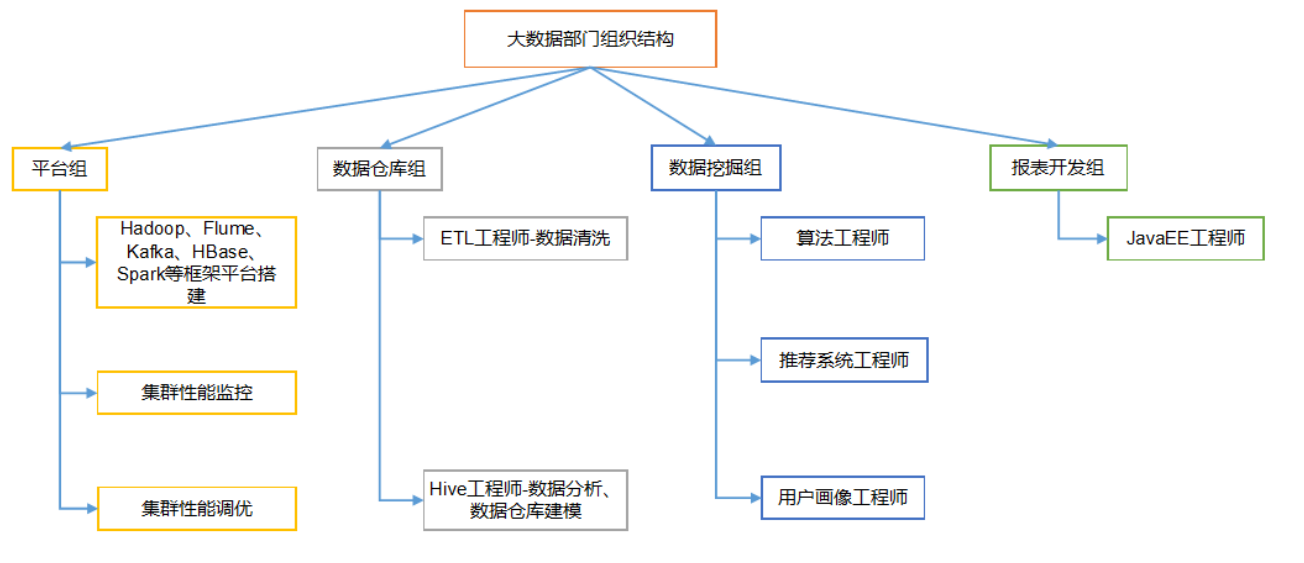 大数据部门组织结构
平台组
Hadoop、Flume、
Kafka、HBase、
Spark等框架平台搭
建
集群性能监控
集群性能调优
数据仓库组
ETL工程师-数据清洗
Hive工程师-数据分析、
数据仓库建模
数据挖掘组
算法工程师
推荐系统工程师
用户画像工程师
报表开发组
JavaEE工程师